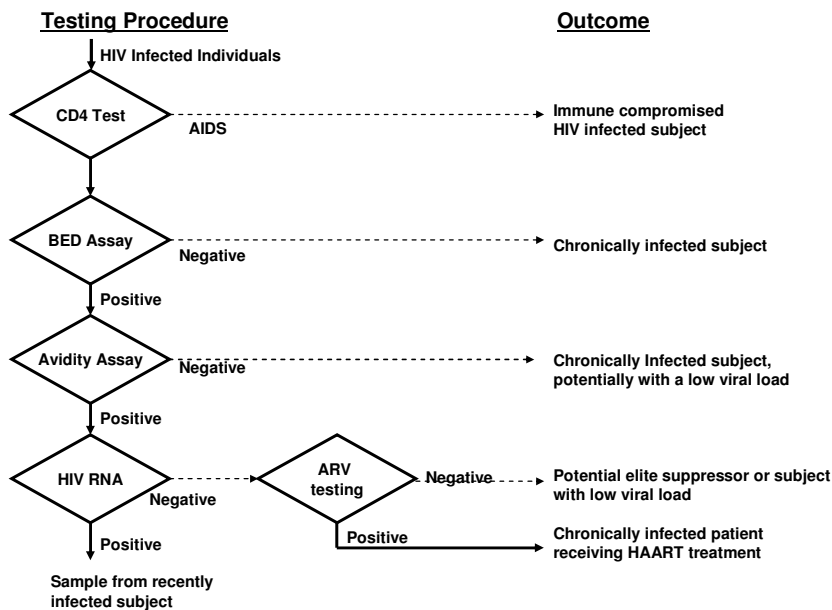 Testing Procedure
Outcome
HIV Infected Individuals
CD4 Test
AIDS
Immune compromised
HIV infected subject
BED Assay
Negative
Chronically infected subject
Positive
Avidity Assay
Negative
Chronically Infected subject,
potentially with a low viral load
Positive
HIV RNA
Negative
ARV
testing
Negative
Potential elite suppressor or subject
with low viral load
Positive
Chronically infected patient
receiving HAART treatment
Positive
Sample from recently
infected subject